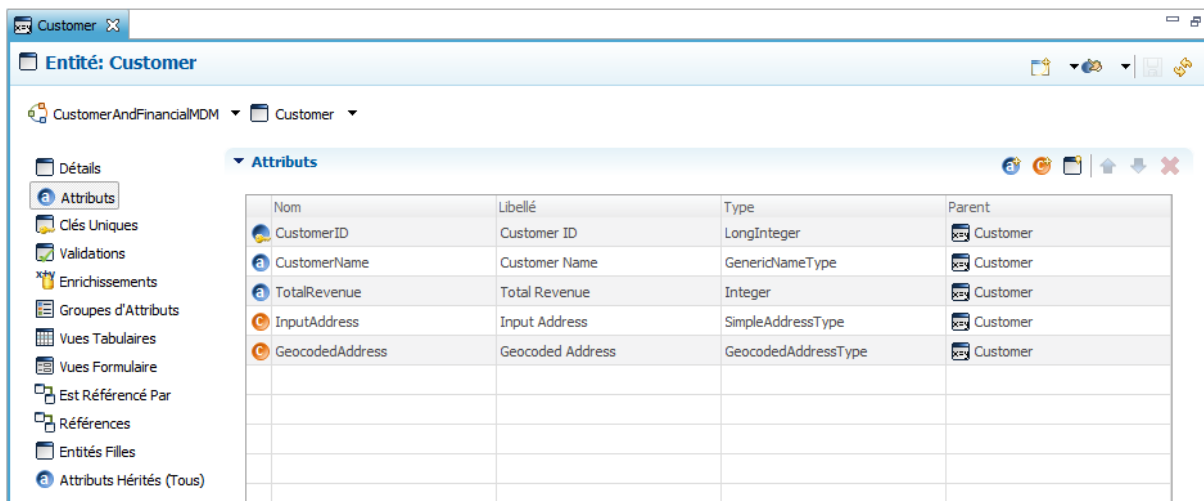 Customer
Entité: Customer
CustomerAndFinancialMDM Customer
Détails
Attributs
Clés Uniques
Validations
Enrichissements
Groupes d'Attributs
Vues Tabulaires
Vues Formulaire
Est Référencé Par
Références
Entités Filles
Attributs Hérités (Tous)
Attributs
Nom Libellé Type Parent
CustomerID Customer ID LongInteger Customer
CustomerName Customer Name GenericNameType Customer
TotalRevenue Total Revenue Integer Customer
InputAddress Input Address SimpleAddressType Customer
GeocodedAddress Geocoded Address GeocodedAddressType Customer